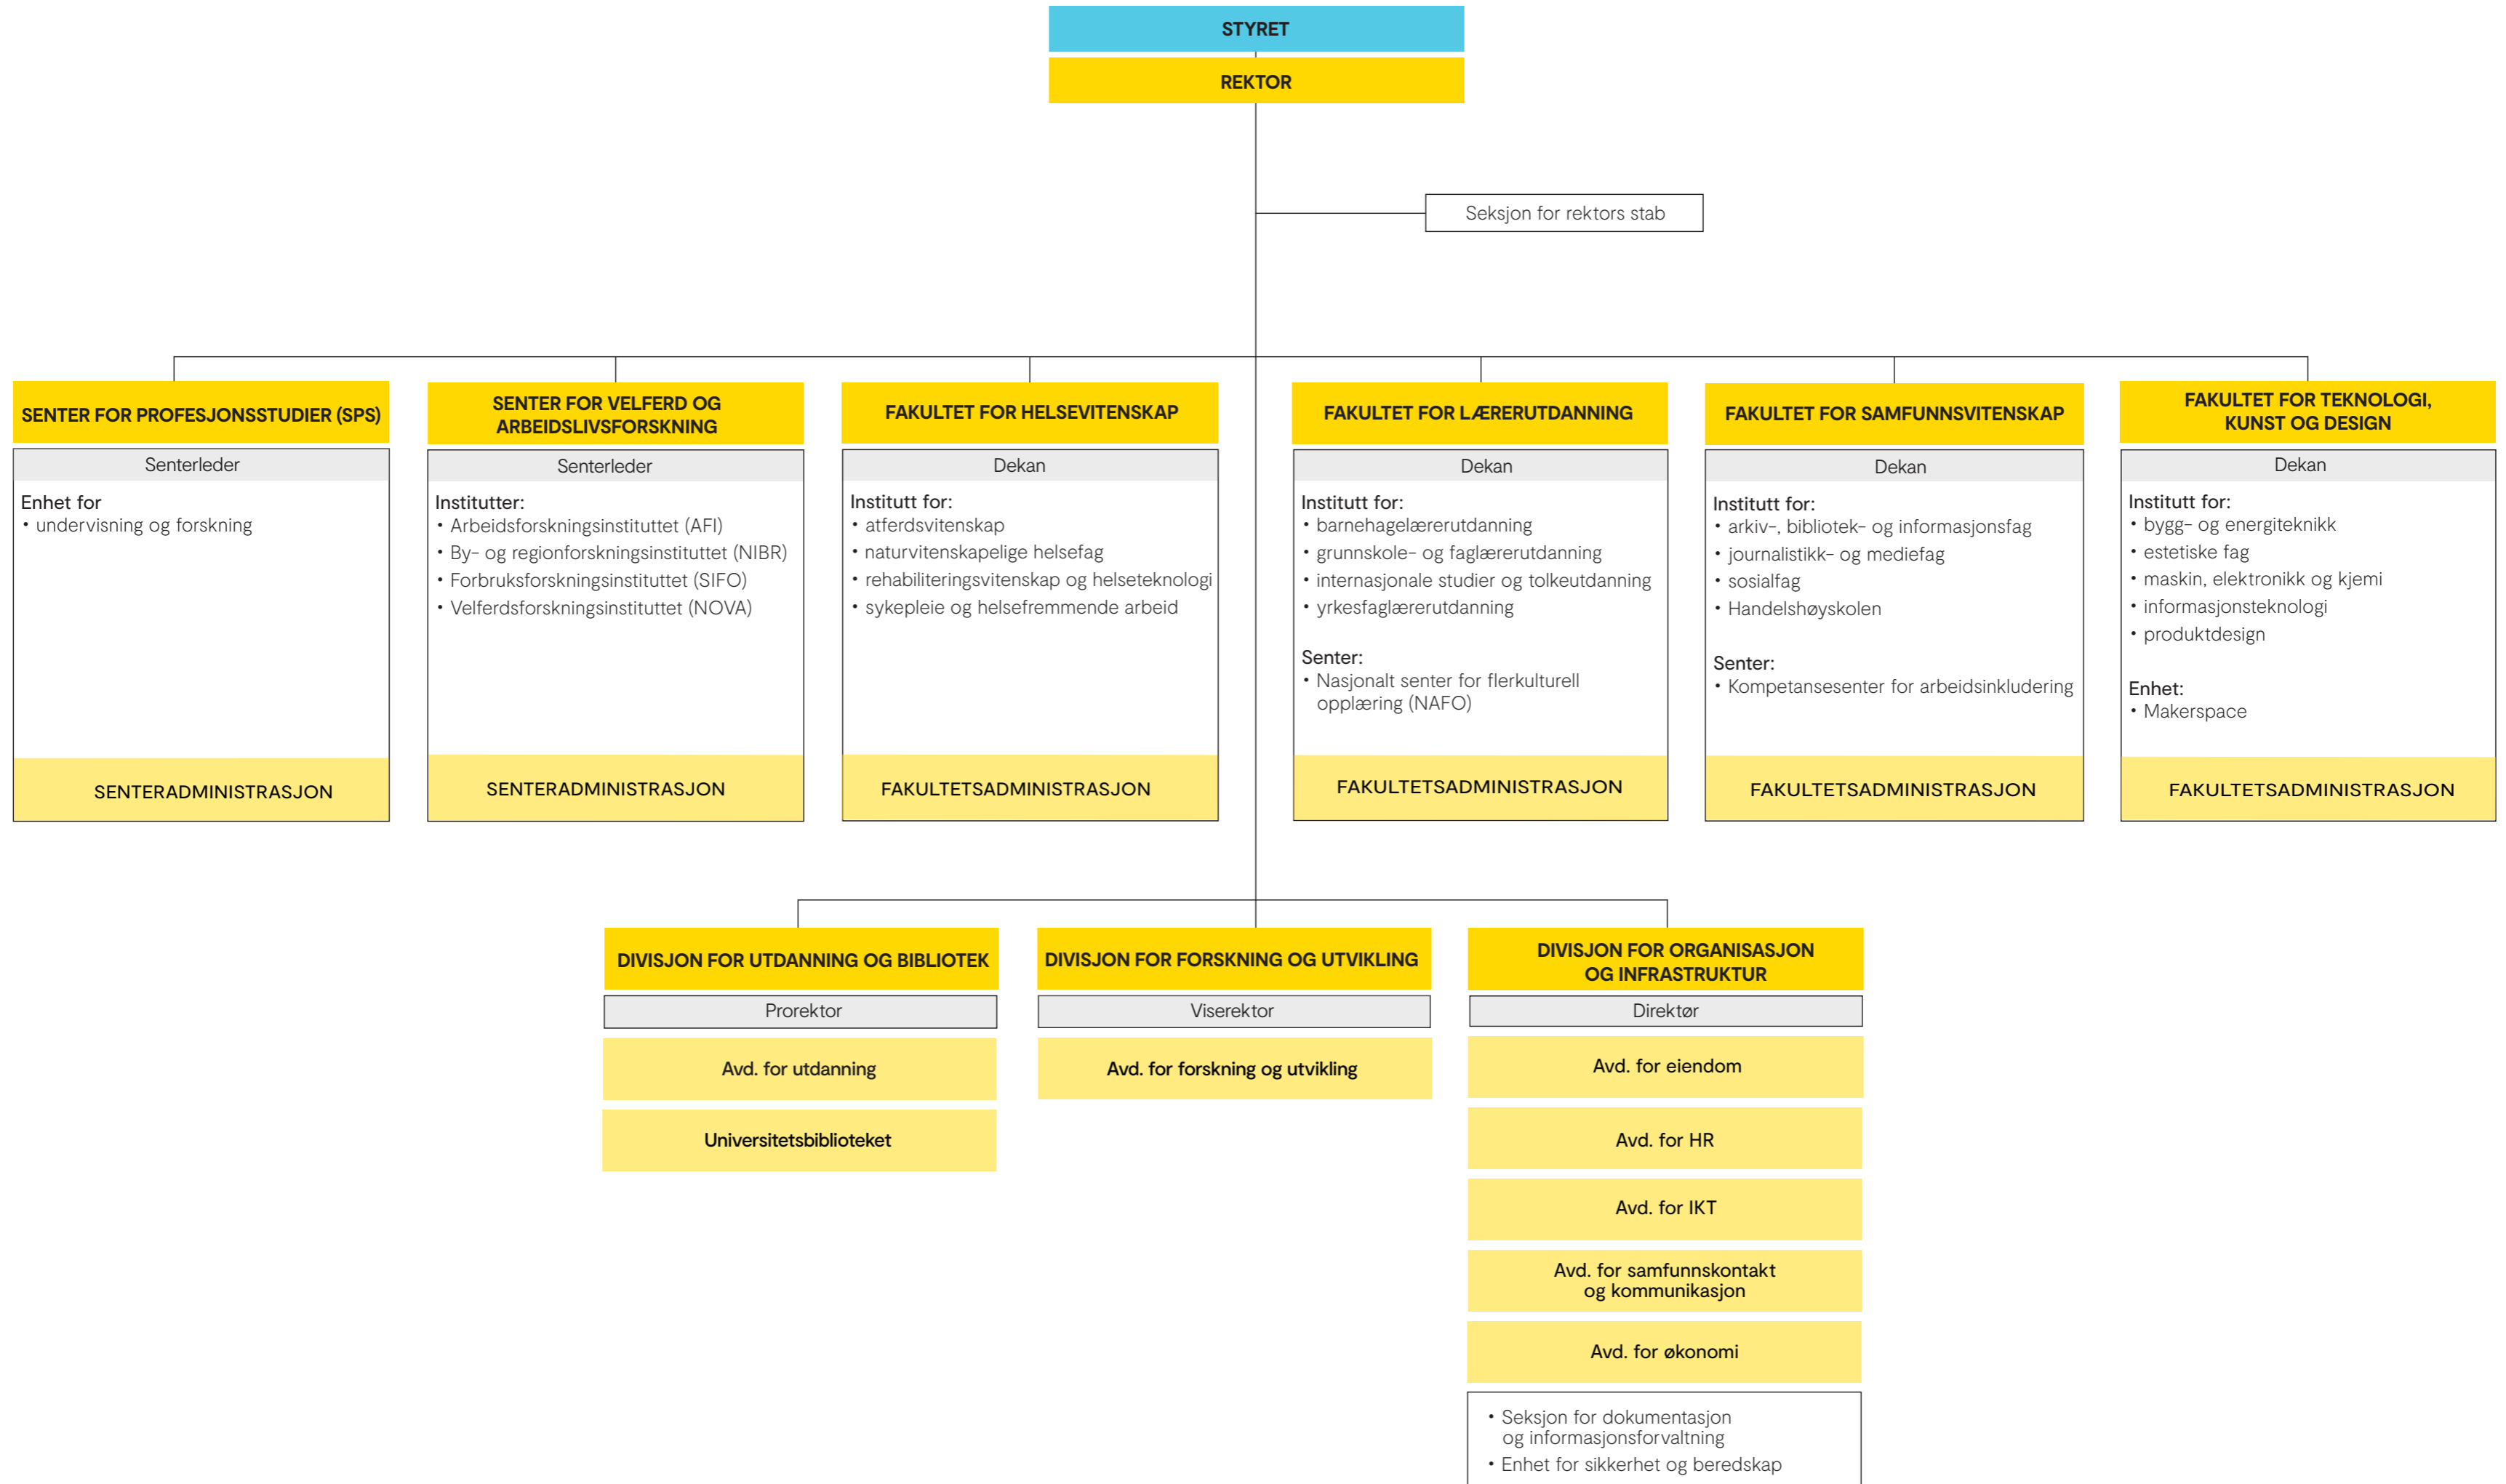 STYRET
REKTOR
Seksjon for rektors stab
SENTER FOR PROFESJONSSTUDIER (SPS)
Senterleder
Enhet for
• undervisning og forskning
SENTERADMINISTRASJON
SENTER FOR VELFERD OG
ARBEIDSLIVSFORSKNING
Senterleder
Institutter:
• Arbeidsforskningsinstituttet (AFI)
• By- og regionforskningsinstituttet (NIBR)
• Forbruksforskningsinstituttet (SIFO)
• Velferdsforskningsinstituttet (NOVA)
SENTERADMINISTRASJON
FAKULTET FOR HELSEVITENSKAP
Dekan
Institutt for:
• atferdsvitenskap
• naturvitenskapelige helsefag
• rehabiliteringsvitenskap og helseteknologi
• sykepleie og helsefremmende arbeid
FAKULTETSADMINISTRASJON
FAKULTET FOR LÆRERUTDANNING
Dekan
Institutt for:
• barnehagelærerutdanning
• grunnskole- og faglærerutdanning
• internasjonale studier og tolkeutdanning
• yrkesfaglærerutdanning
Senter:
• Nasjonalt senter for flerkulturell
opplæring (NAFO)
FAKULTETSADMINISTRASJON
FAKULTET FOR SAMFUNNSVITENSKAP
Dekan
Institutt for:
• arkiv-, bibliotek- og informasjonsfag
• journalistikk- og mediefag
• sosialfag
• Handelshøyskolen
Senter:
• Kompetansesenter for arbeidsinkludering
FAKULTETSADMINISTRASJON
FAKULTET FOR TEKNOLOGI,
KUNST OG DESIGN
Dekan
Institutt for:
• bygg- og energiteknikk
• estetiske fag
• maskin, elektronikk og kjemi
• informasjonsteknologi
• produktdesign
Enhet:
• Makerspace
FAKULTETSADMINISTRASJON
DIVISJON FOR UTDANNING OG BIBLIOTEK
Prorektor
Avd. for utdanning
Universitetsbiblioteket
DIVISJON FOR FORSKNING OG UTVIKLING
Viserektor
Avd. for forskning og utvikling
DIVISJON FOR ORGANISASJON
OG INFRASTRUKTUR
Direktør
Avd. for eiendom
Avd. for HR
Avd. for IKT
Avd. for samfunnskontakt
og kommunikasjon
Avd. for økonomi
• Seksjon for dokumentasjon
og informasjonsforvaltning
• Enhet for sikkerhet og beredskap